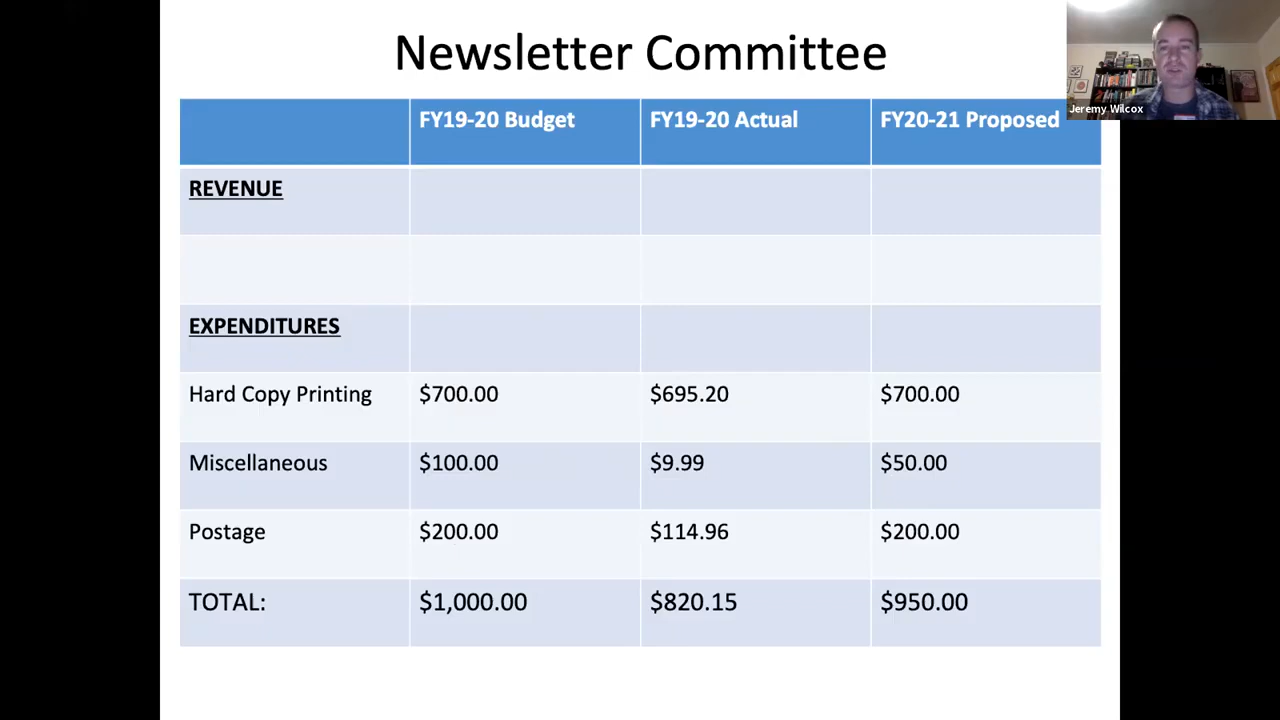 Newsletter Committee
Jeremy Wilcox
FY19-20 Budget FY19-20 Actual FY20-21 Proposed
REVENUE
EXPENDITURES
Hard Copy Printing $700.00 $695.20 $700.00
Miscellaneous $100.00 $9.99 $50.00
Postage $200.00 $114.96 $200.00
TOTAL: $1,000.00 $820.15 $950.00